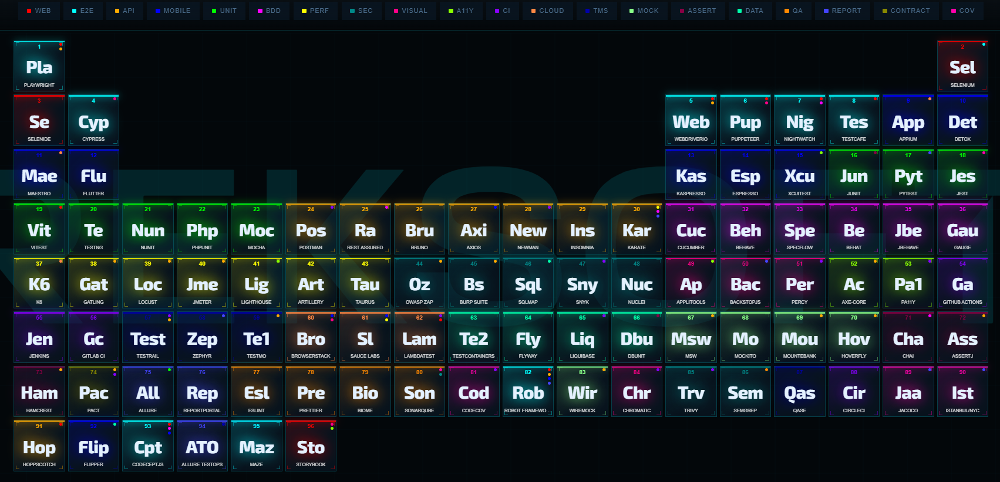 WEB E2E API MOBILE UNIT BDD PERF SEC VISUAL A11Y CI CLOUD TMS MOCK ASSERT DATA QA REPORT CONTRACT COV
1 2
Pla Sel
PLAYWRIGHT SELENIUM
3 4 5 6 7 8 9 10
Se Cyp Web Pup Nig Tes App Det
SELENIDE CYPRESS WEBDRIVERIO PUPPETEER NIGHTWATCH TESTCAFE APPIUM DETOX
11 12 13 14 15 16 17 18
Mae Flu Kas Esp Xcu Jun Pyt Jes
MAESTRO FLUTTER KASPRESSO ESPRESSO XCUITEST JUNIT PYTEST JEST
19 20 21 22 23 24 25 26 27 28 29 30 31 32 33 34 35 36
Vit Te Nun Php Moc Pos Ra Bru Axi New Ins Kar Cuc Beh Spe Be Jbe Gau
VITEST TESTNG NUNIT PHPUNIT MOCHA POSTMAN REST ASSURED BRUNO AXIOS NEWMAN INSOMNIA KARATE CUCUMBER BEHAVE SPECFLOW BEHAT JBEHAVE GAUGE
37 38 39 40 41 42 43 44 45 46 47 48 49 50 51 52 53 54
K6 Gat Loc Jme Lig Art Tau Oz Bs Sql Sny Nuc Ap Bac Per Ac Pa1 Ga
K6 GATLING LOCUST JMETER LIGHTHOUSE ARTILLERY TAURUS OWASP ZAP BURP SUITE SQLMAP SNYK NUCLEI APPLITOOLS BACKSTOPJS PERCY AXE-CORE PA11Y GITHUB ACTIONS
55 56 57 58 59 60 61 62 63 64 65 66 67 68 69 70 71 72
Jen Gc Test Zep Te1 Bro Sl Lam Te2 Fly Liq Dbu Msw Mo Mou Hov Cha Ass
JENKINS GITLAB CI TESTRAIL ZEPHYR TESTMO BROWSERSTACK SAUCE LABS LAMBDATEST TESTCONTAINERS FLYWAY LIQUIBASE DBUNIT MSW MOCKITO MOUNTEBANK HOVERFLY CHAI ASSERTJ
73 74 75 76 77 78 79 80 81 82 83 84 85 86 87 88 89 90
Ham Pac All Rep Esl Pre Bio Son Cod Rob Wir Chr Trv Sem Qas Cir Jaa Ist
HAMCREST PACT ALLURE REPORTPORTAL ESLINT PRETTIER BIOME SONARQUBE CODECOV ROBOT FRAMEWO... WIREMOCK CHROMATIC TRIVY SEMGREP QASE CIRCLECI JACOCO ISTANBUL/NYC
91 92 93 94 95 96
Hop Flip Cpt ATO Maz Sto
HOPPSCOTCH FLIPPER CODECEPTJS ALLURE TESTOPS MAZE STORYBOOK